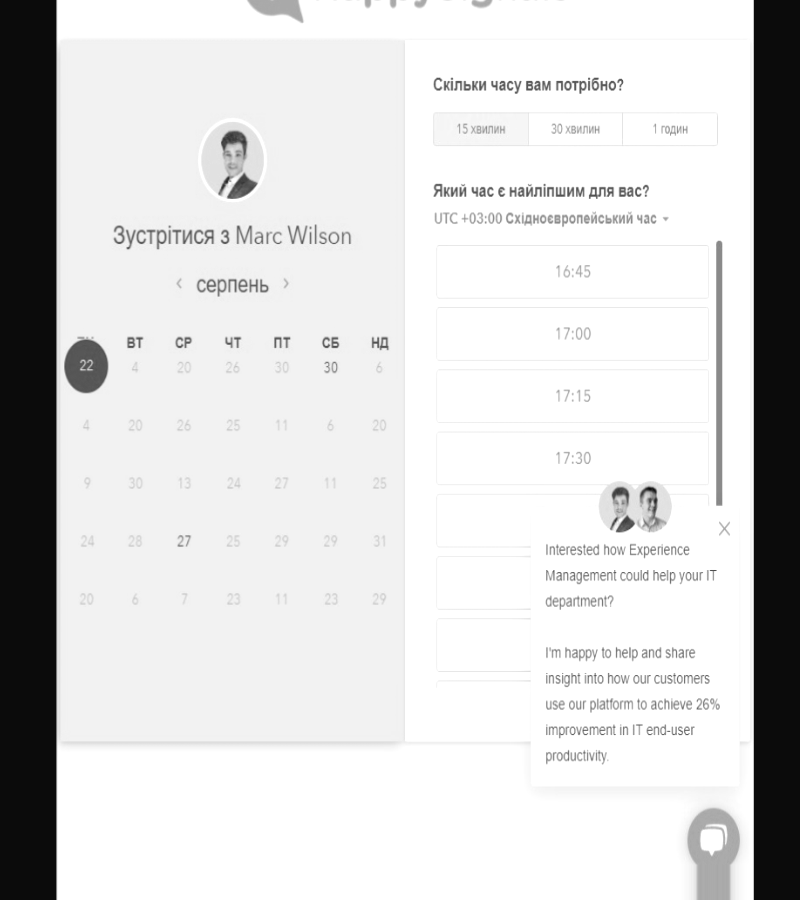 Зустрітися з Marc Wilson
серпень
ВТ СР ЧТ ПТ СБ НД
22 4 20 26 30 30 6
4 20 26 25 11 6 20
9 30 13 24 27 11 25
24 28 27 25 29 29 31
20 6 7 23 11 23 29
Скільки часу вам потрібно?
15 хвилин 30 хвилин 1 годин
Який час є найліпшим для вас?
UTC +03:00 Східноєвропейський час
16:45
17:00
17:15
17:30
Interested how Experience
Management could help your IT
department?
I'm happy to help and share
insight into how our customers
use our platform to achieve 26%
improvement in IT end-user
productivity.